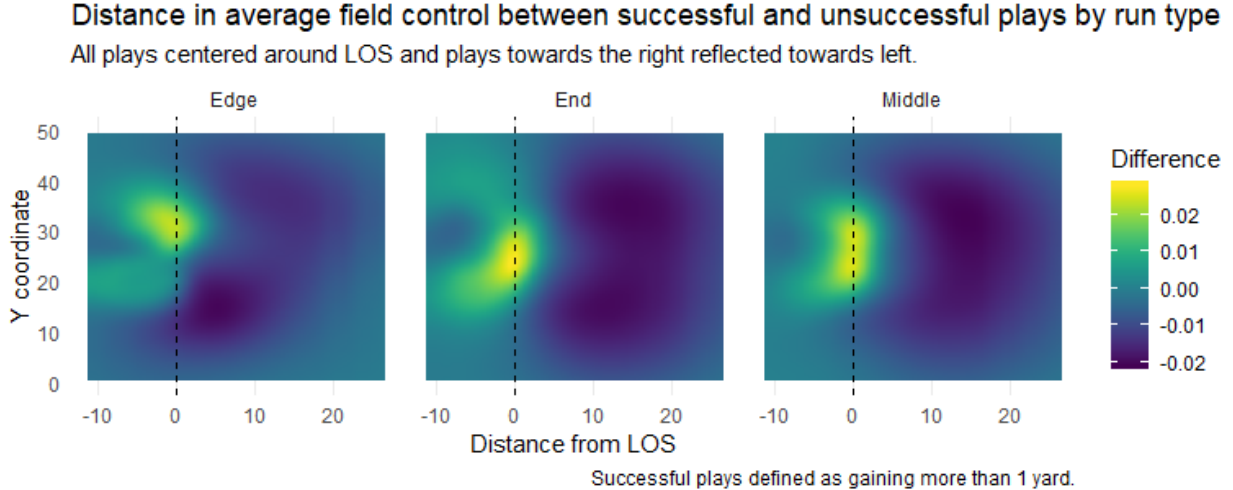 Distance in average field control between successful and unsuccessful plays by run type
All plays centered around LOS and plays towards the right reflected towards left.
Edge End Middle
50
40
30
20
10
0
Y coordinate
-10 0 10 20 -10 0 10 20 -10 0 10 20
Distance from LOS
Difference
0.02
0.01
0.00
-0.01
-0.02
Successful plays defined as gaining more than 1 yard.